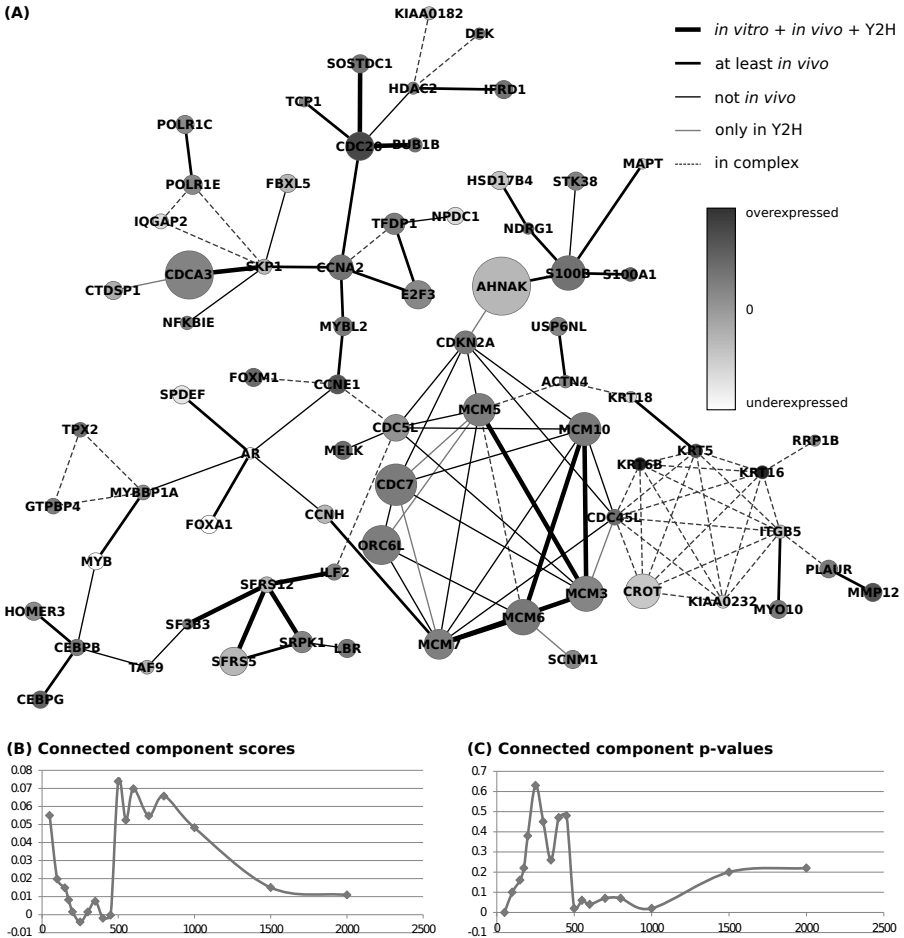 (A)
KIAA0182
DEK
in vitro + in vivo + Y2H
SOSTDC1
at least in vivo
HDAC2
IFRD1
TCP1
not in vivo
POLR1C
only in Y2H
CDC20
BUB1B
MAPT
in complex
POLR1E
FBXL5
HSD17B4
STK38
IQGAP2
TFDP1
NPDC1
NDRG1
overexpressed
CDCA3
SKP1
CCNA2
S100B
S100A1
CTDSP1
E2F3
AHNAK
0
NFKBIE
MYBL2
CDKN2A
USP6NL
FOXM1
CCNE1
ACTN4
SPDEF
KRT18
underexpressed
MCM5
TPX2
CDC5L
MCM10
RRP1B
AR
MELK
KRT5
KRT6B
KRT16
MYBBP1A
CDC7
GTPBP4
FOXA1
CCNH
CDC45L
ITGB5
ORC6L
MYB
ILF2
PLAUR
SFRS12
CROT
KIAA0232
MMP12
HOMER3
MCM3
MYO10
SF3B3
MCM6
CEBPB
SRPK1
LBR
MCM7
TAF9
SFRS5
SCNM1
CEBPG
(B) Connected component scores
0.08
0.07
0.06
0.05
0.04
0.03
0.02
0.01
0
-0.01
0
500
1000
1500
2000
2500
(C) Connected component p-values
0.7
0.6
0.5
0.4
0.3
0.2
0.1
0
-0.1
0
500
1000
1500
2000
2500